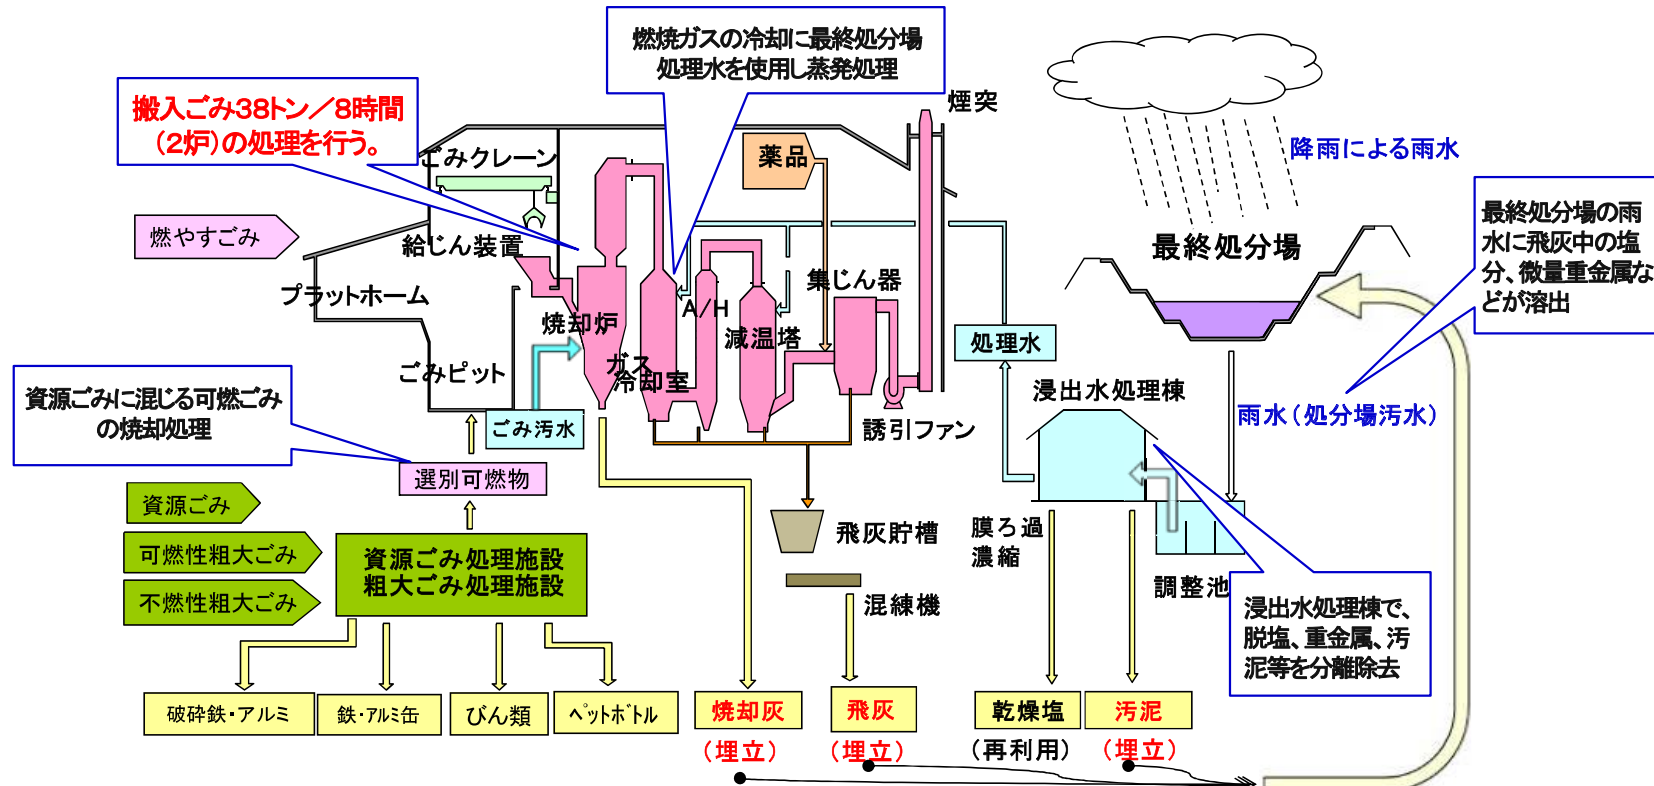 燃焼ガスの冷却に最終処分場
処理水を使用し蒸発処理
搬入ごみ38トン／8時間
（2炉）の処理を行う。
煙突
薬品
降雨による雨水
ごみクレーン
燃やすごみ
給じん装置
最終処分場
最終処分場の雨
水に飛灰中の塩
分、微量重金属な
どが溶出
プラットホーム
集じん器
A/H
焼却炉
減温塔
処理水
ガス
冷却室
ごみピット
浸出水処理棟
資源ごみに混じる可燃ごみ
の焼却処理
雨水（処分場汚水）
ごみ汚水
誘引ファン
選別可燃物
資源ごみ
飛灰貯槽
膜ろ過
濃縮
可燃性粗大ごみ
資源ごみ処理施設
粗大ごみ処理施設
不燃性粗大ごみ
混練機
調整池
浸出水処理棟で、
脱塩、重金属、汚
泥等を分離除去
破砕鉄・アルミ
鉄・アルミ缶
びん類
ペットボトル
焼却灰
飛灰
乾燥塩
汚泥
（埋立）
（埋立）
（再利用）
（埋立）